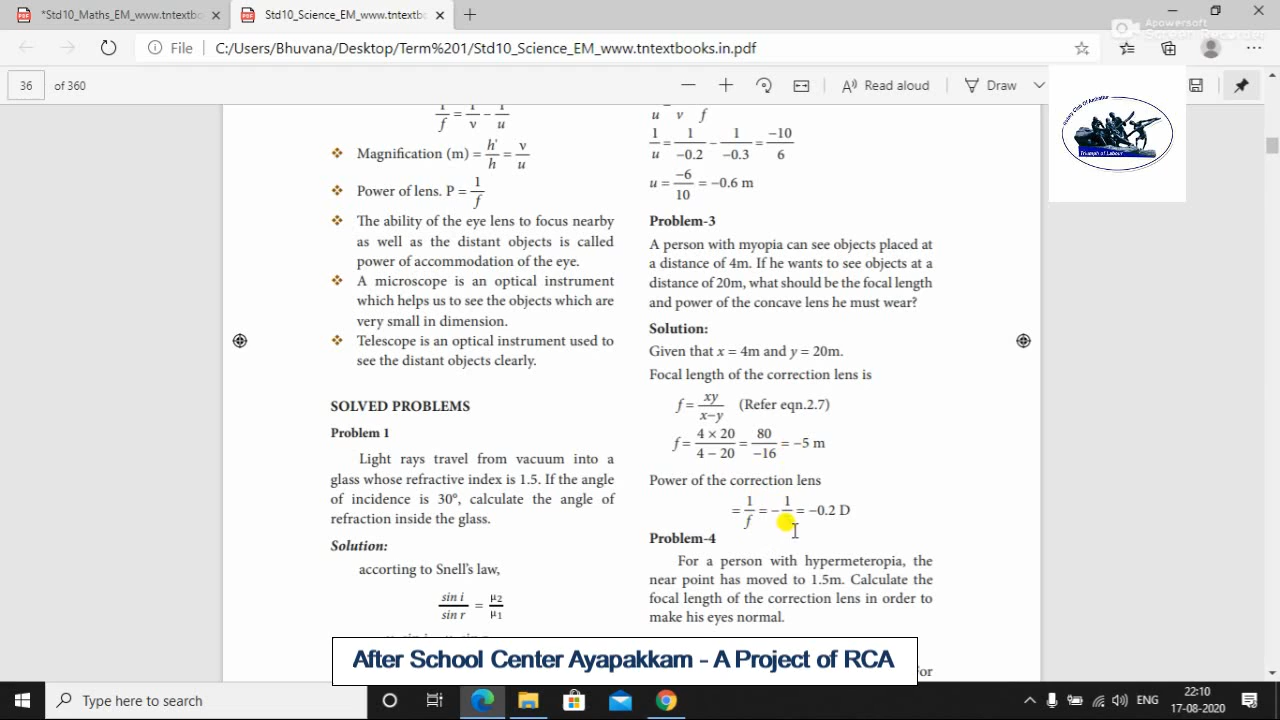 *Std10_Maths_EM_www.tntextbook
Std10_Science_EM_www.tntextboo
Apowersoft
Screen Recorder
File
C:/Users/Bhuvana/Desktop/Term%201/Std10_Science_EM_www.tntextbooks.in.pdf
36 of 360
Read aloud
Draw
Rotary Club Of Ambattur
Triumph of Labour
1/f = 1/v − 1/u
❖ Magnification (m) = h'/h = v/u
❖ Power of lens. P = 1/f
❖ The ability of the eye lens to focus nearby
as well as the distant objects is called
power of accommodation of the eye.
❖ A microscope is an optical instrument
which helps us to see the objects which are
very small in dimension.
❖ Telescope is an optical instrument used to
see the distant objects clearly.
SOLVED PROBLEMS
Problem 1
Light rays travel from vacuum into a
glass whose refractive index is 1.5. If the angle
of incidence is 30°, calculate the angle of
refraction inside the glass.
Solution:
according to Snell's law,
sin i / sin r = μ2 / μ1
u v f
1/u = 1/−0.2 − 1/−0.3 = −10/6
u = −6/10 = −0.6 m
Problem-3
A person with myopia can see objects placed at
a distance of 4m. If he wants to see objects at a
distance of 20m, what should be the focal length
and power of the concave lens he must wear?
Solution:
Given that x = 4m and y = 20m.
Focal length of the correction lens is
f = xy/x−y (Refer eqn.2.7)
f = 4 × 20/4 − 20 = 80/−16 = −5 m
Power of the correction lens
= 1/f = − 1/ = −0.2 D
Problem-4
For a person with hypermeteropia, the
near point has moved to 1.5m. Calculate the
focal length of the correction lens in order to
make his eyes normal.
After School Center Ayapakkam - A Project of RCA
Type here to search
ENG
22:10
17-08-2020